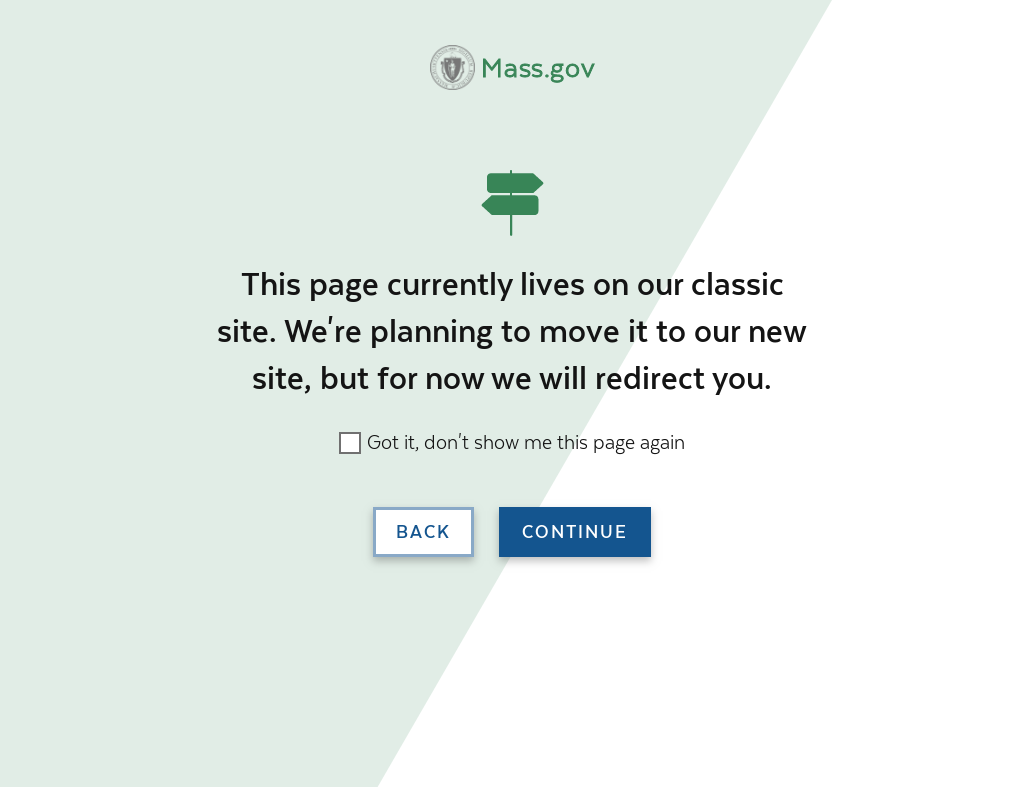 Mass.gov
This page currently lives on our classic
site. We're planning to move it to our new
site, but for now we will redirect you.
Got it, don't show me this page again
BACK CONTINUE